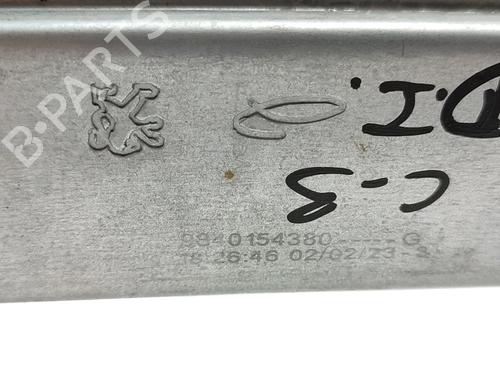 B-PARTS
D.I.
C-3
9840154380-----G
16:26:46 02/02/23-S